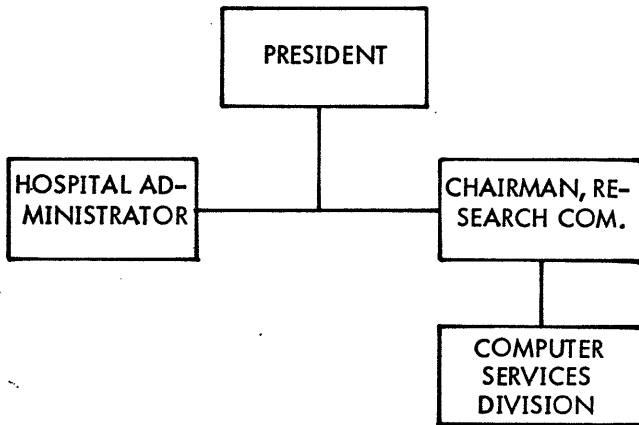 PRESIDENT
HOSPITAL AD-
MINISTRATOR
CHAIRMAN, RE-
SEARCH COM.
COMPUTER
SERVICES
DIVISION